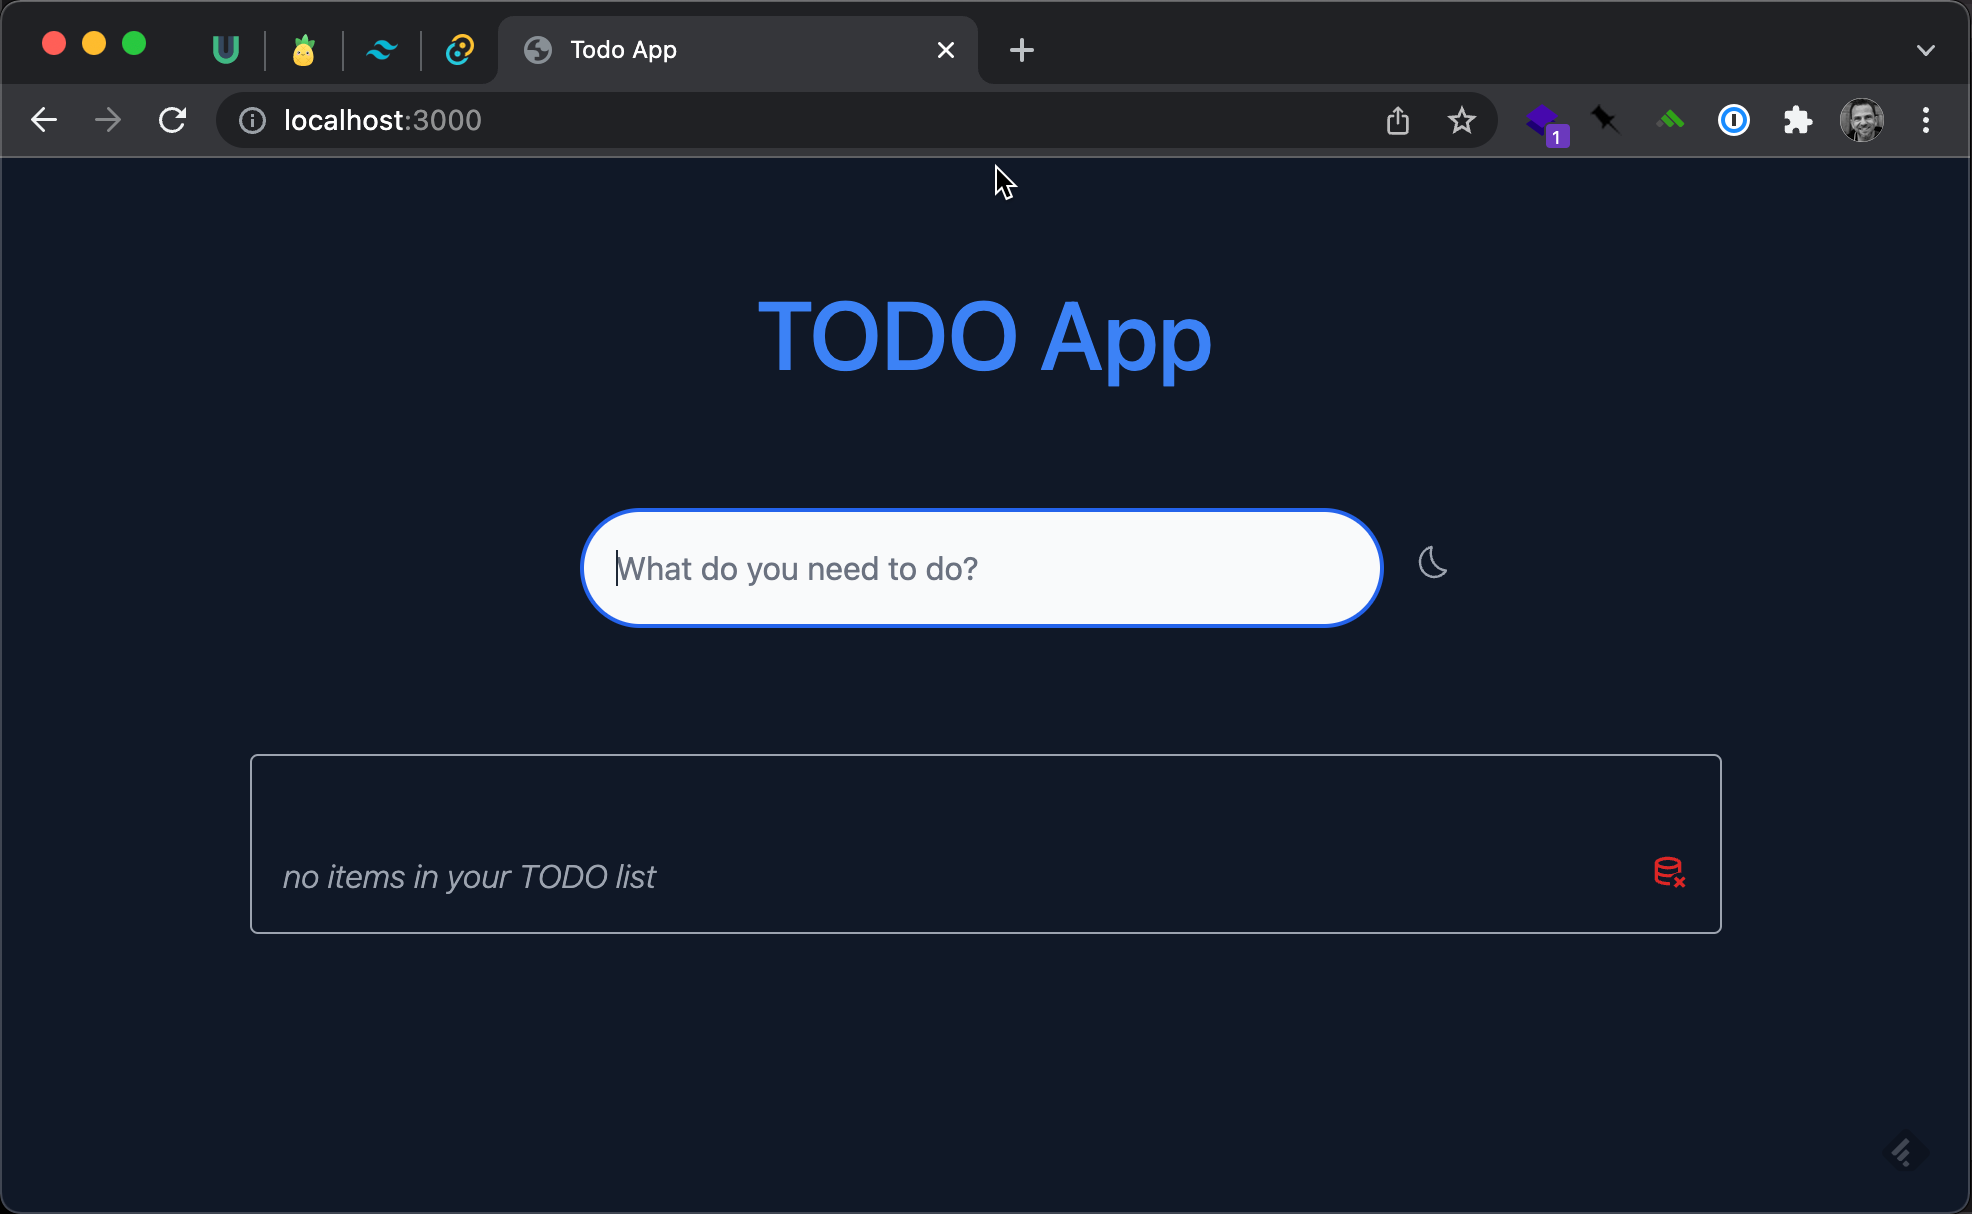 Todo App
localhost:3000
1
TODO App
What do you need to do?
no items in your TODO list